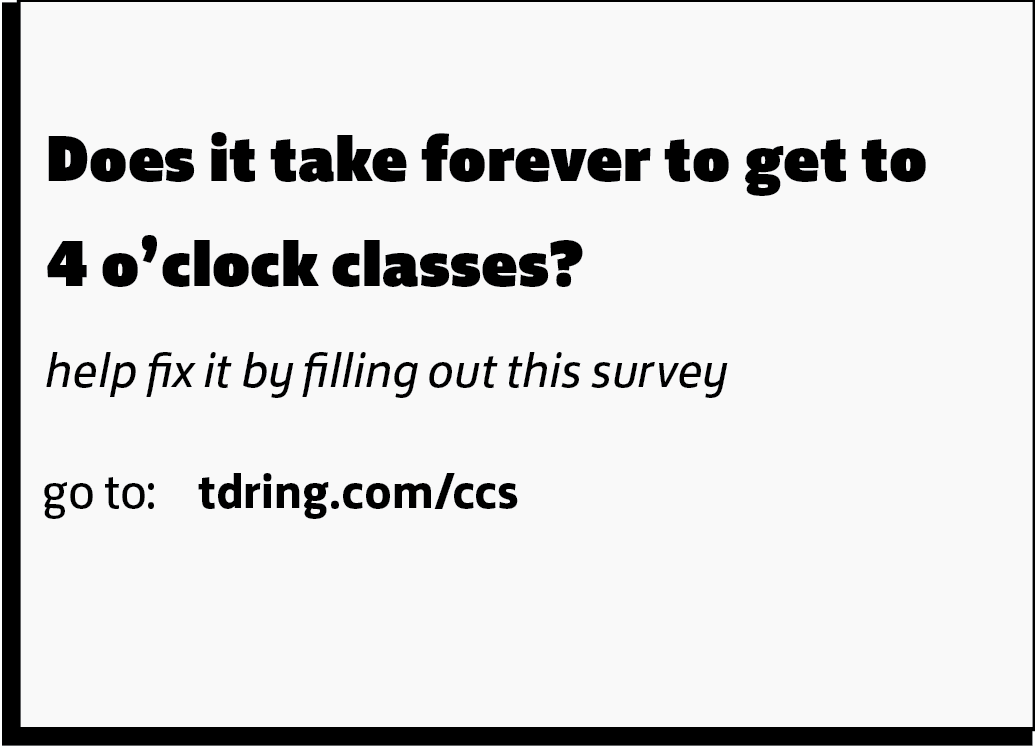 Does it take forever to get to
4 o’clock classes?
help fix it by filling out this survey
go to: tdring.com/ccs